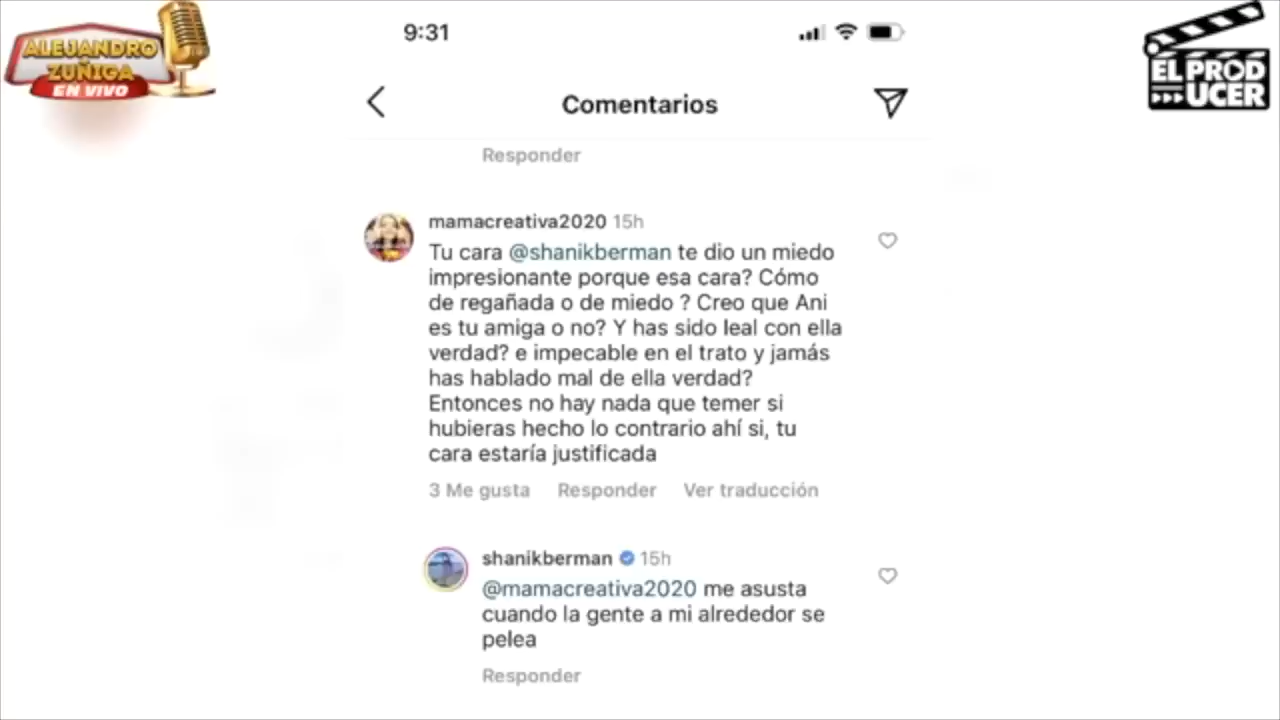 ALEJANDRO
ZUÑIGA
EN VIVO
EL PROD
UCER
9:31
Comentarios
Responder
mamacreativa2020 15h
Tu cara @shanikberman te dio un miedo
impresionante porque esa cara? Cómo
de regañada o de miedo ? Creo que Ani
es tu amiga o no? Y has sido leal con ella
verdad? e impecable en el trato y jamás
has hablado mal de ella verdad?
Entonces no hay nada que temer si
hubieras hecho lo contrario ahí si, tu
cara estaría justificada
3 Me gusta Responder Ver traducción
shanikberman 15h
@mamacreativa2020 me asusta
cuando la gente a mi alrededor se
pelea
Responder